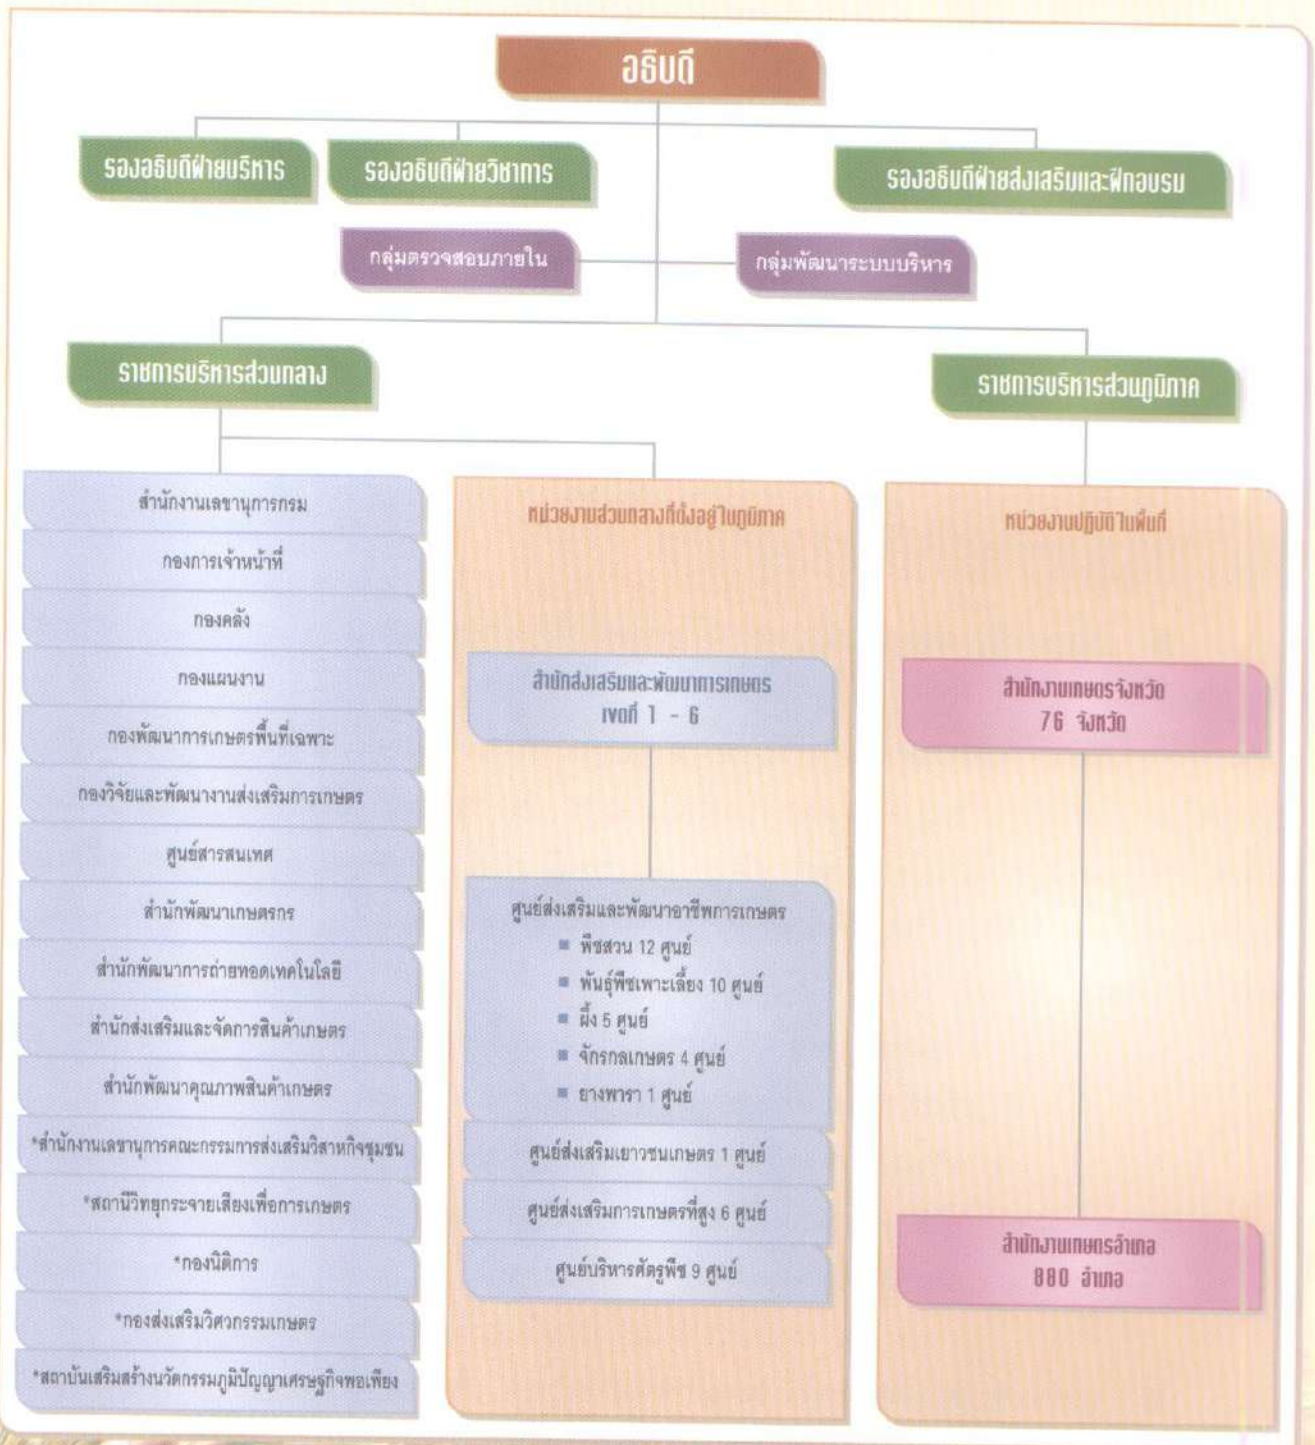 อธิบดี
รองอธิบดีฝ่ายบริหาร
รองอธิบดีฝ่ายวิชาการ
รองอธิบดีฝ่ายส่งเสริมและฝึกอบรม
กลุ่มตรวจสอบภายใน
กลุ่มพัฒนาระบบบริหาร
ราชการบริหารส่วนกลาง
ราชการบริหารส่วนภูมิภาค
สำนักงานเลขานุการกรม
กองการเจ้าหน้าที่
กองคลัง
กองแผนงาน
กองพัฒนาการเกษตรพื้นที่เฉพาะ
กองวิจัยและพัฒนางานส่งเสริมการเกษตร
ศูนย์สารสนเทศ
สำนักพัฒนาเกษตรกร
สำนักพัฒนาการถ่ายทอดเทคโนโลยี
สำนักส่งเสริมและจัดการสินค้าเกษตร
สำนักพัฒนาคุณภาพสินค้าเกษตร
*สำนักงานเลขานุการคณะกรรมการส่งเสริมวิสาหกิจชุมชน
*สถานีวิทยุกระจายเสียงเพื่อการเกษตร
*กองนิติการ
*กองส่งเสริมวิศวกรรมเกษตร
*สถาบันเสริมสร้างนวัตกรรมภูมิปัญญาเศรษฐกิจพอเพียง
หน่วยงานส่วนกลางที่ตั้งอยู่ในภูมิภาค
สำนักส่งเสริมและพัฒนาการเกษตร
เขตที่ 1 - 6
ศูนย์ส่งเสริมและพัฒนาอาชีพการเกษตร
■ พืชสวน 12 ศูนย์
■ พันธุ์พืชเพาะเลี้ยง 10 ศูนย์
■ ผึ้ง 5 ศูนย์
■ จักรกลเกษตร 4 ศูนย์
■ ยางพารา 1 ศูนย์
ศูนย์ส่งเสริมเยาวชนเกษตร 1 ศูนย์
ศูนย์ส่งเสริมการเกษตรที่สูง 6 ศูนย์
ศูนย์บริหารศัตรูพืช 9 ศูนย์
หน่วยงานปฏิบัติในพื้นที่
สำนักงานเกษตรจังหวัด
76 จังหวัด
สำนักงานเกษตรอำเภอ
880 อำเภอ